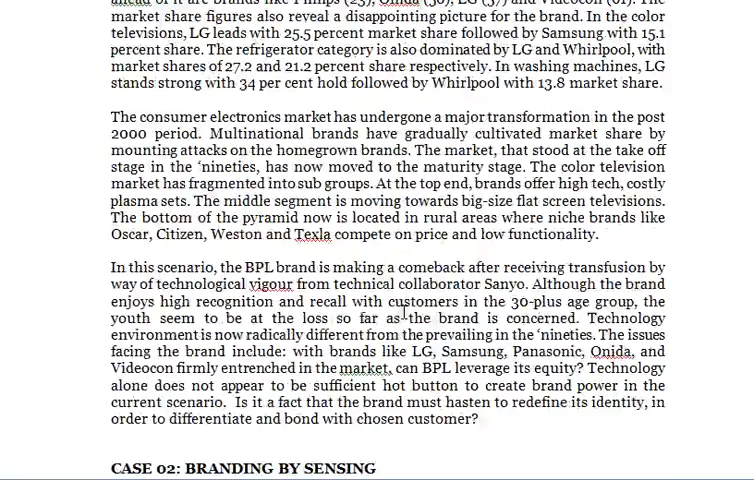 ahead of it are brands like Philips (23), Onida (36), LG (37) and Videocon (61). The
market share figures also reveal a disappointing picture for the brand. In the color
televisions, LG leads with 25.5 percent market share followed by Samsung with 15.1
percent share. The refrigerator category is also dominated by LG and Whirlpool, with
market shares of 27.2 and 21.2 percent share respectively. In washing machines, LG
stands strong with 34 per cent hold followed by Whirlpool with 13.8 market share.
The consumer electronics market has undergone a major transformation in the post
2000 period. Multinational brands have gradually cultivated market share by
mounting attacks on the homegrown brands. The market, that stood at the take off
stage in the ‘nineties, has now moved to the maturity stage. The color television
market has fragmented into sub groups. At the top end, brands offer high tech, costly
plasma sets. The middle segment is moving towards big-size flat screen televisions.
The bottom of the pyramid now is located in rural areas where niche brands like
Oscar, Citizen, Weston and Texla compete on price and low functionality.
In this scenario, the BPL brand is making a comeback after receiving transfusion by
way of technological vigour from technical collaborator Sanyo. Although the brand
enjoys high recognition and recall with customers in the 30-plus age group, the
youth seem to be at the loss so far as the brand is concerned. Technology
environment is now radically different from the prevailing in the ‘nineties. The issues
facing the brand include: with brands like LG, Samsung, Panasonic, Onida, and
Videocon firmly entrenched in the market, can BPL leverage its equity? Technology
alone does not appear to be sufficient hot button to create brand power in the
current scenario. Is it a fact that the brand must hasten to redefine its identity, in
order to differentiate and bond with chosen customer?
CASE 02: BRANDING BY SENSING